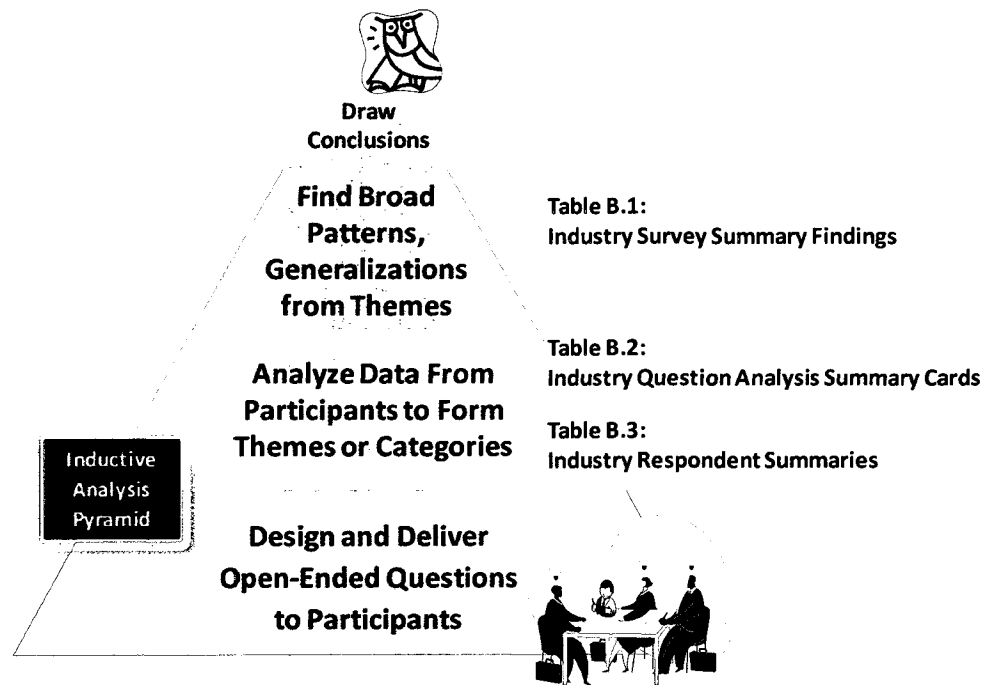 Draw
Conclusions
Find Broad
Patterns,
Generalizations
from Themes
Table B.1:
Industry Survey Summary Findings
Analyze Data From
Participants to Form
Themes or Categories
Table B.2:
Industry Question Analysis Summary Cards
Table B.3:
Industry Respondent Summaries
Inductive
Analysis
Pyramid
Design and Deliver
Open-Ended Questions
to Participants